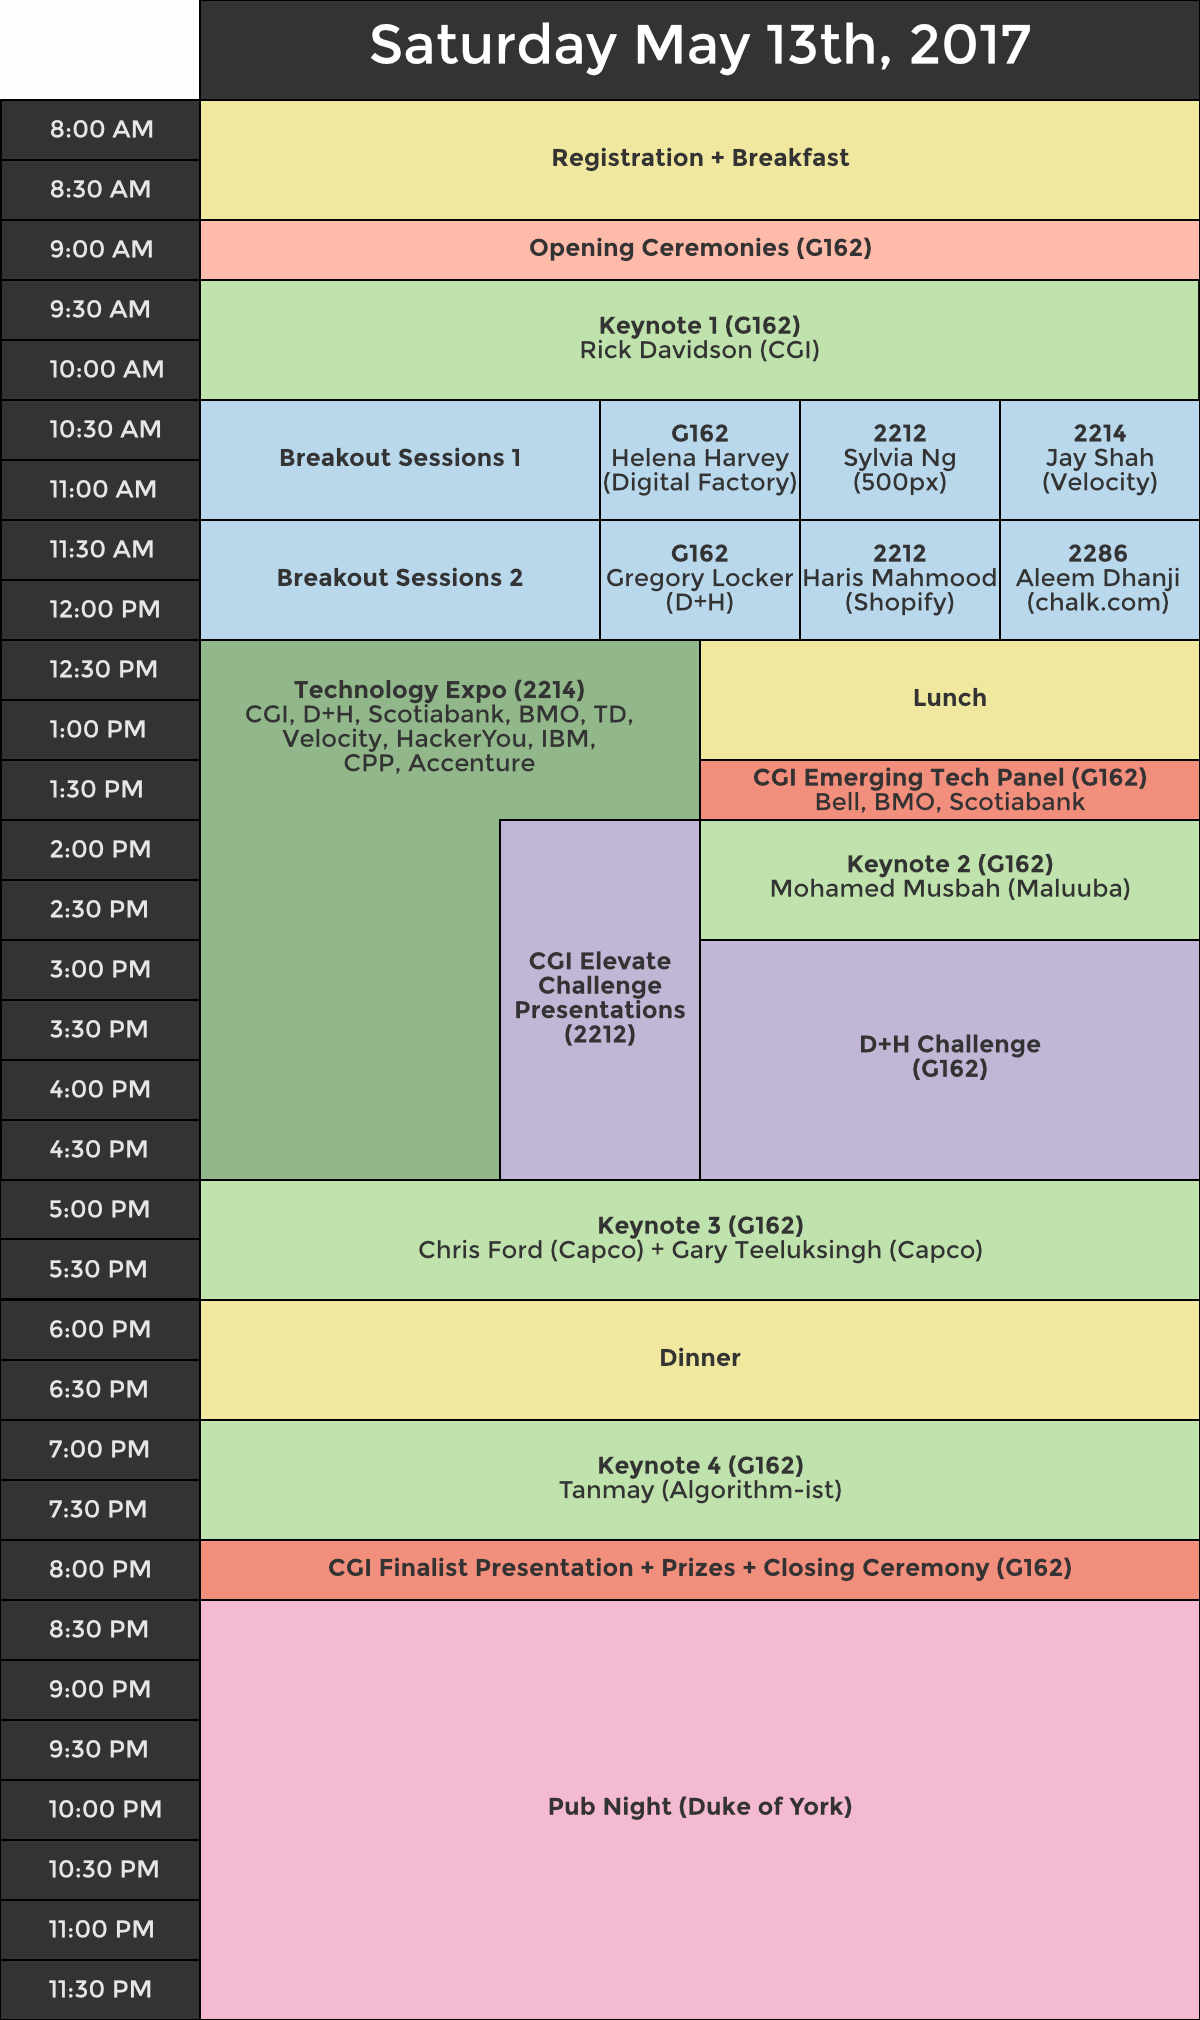 Saturday May 13th, 2017
8:00 AM
8:30 AM
Registration + Breakfast
9:00 AM
Opening Ceremonies (G162)
9:30 AM
10:00 AM
Keynote 1 (G162)
Rick Davidson (CGI)
10:30 AM
11:00 AM
Breakout Sessions 1
G162
Helena Harvey
(Digital Factory)
2212
Sylvia Ng
(500px)
2214
Jay Shah
(Velocity)
11:30 AM
12:00 PM
Breakout Sessions 2
G162
Gregory Locker
(D+H)
2212
Haris Mahmood
(Shopify)
2286
Aleem Dhanji
(chalk.com)
12:30 PM
1:00 PM
1:30 PM
Technology Expo (2214)
CGI, D+H, Scotiabank, BMO, TD,
Velocity, HackerYou, IBM,
CPP, Accenture
Lunch
CGI Emerging Tech Panel (G162)
Bell, BMO, Scotiabank
2:00 PM
2:30 PM
Keynote 2 (G162)
Mohamed Musbah (Maluuba)
3:00 PM
3:30 PM
4:00 PM
4:30 PM
CGI Elevate
Challenge
Presentations
(2212)
D+H Challenge
(G162)
5:00 PM
5:30 PM
Keynote 3 (G162)
Chris Ford (Capco) + Gary Teeluksingh (Capco)
6:00 PM
6:30 PM
Dinner
7:00 PM
7:30 PM
Keynote 4 (G162)
Tanmay (Algorithm-ist)
8:00 PM
CGI Finalist Presentation + Prizes + Closing Ceremony (G162)
8:30 PM
9:00 PM
9:30 PM
10:00 PM
10:30 PM
11:00 PM
11:30 PM
Pub Night (Duke of York)